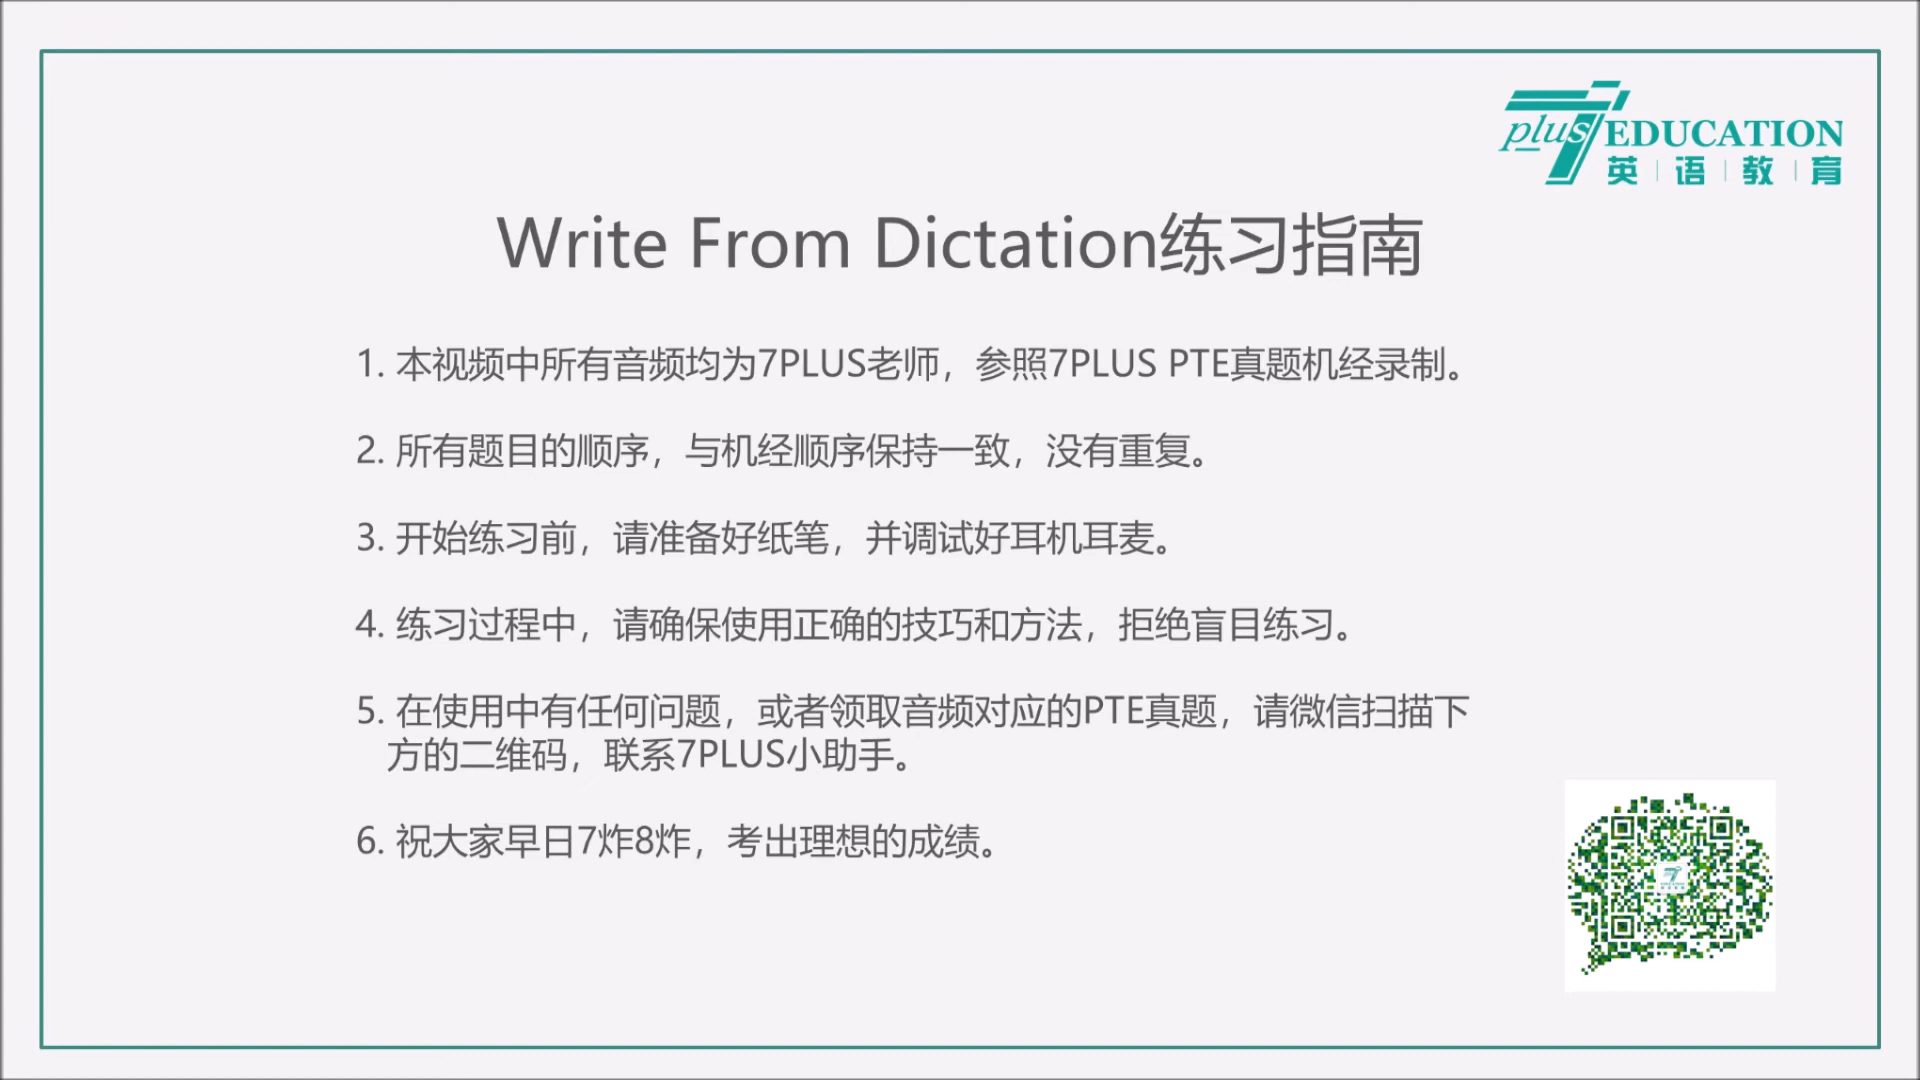 plus 7 EDUCATION
英语教育
Write From Dictation练习指南
1. 本视频中所有音频均为7PLUS老师，参照7PLUS PTE真题机经录制。
2. 所有题目的顺序，与机经顺序保持一致，没有重复。
3. 开始练习前，请准备好纸笔，并调试好耳机耳麦。
4. 练习过程中，请确保使用正确的技巧和方法，拒绝盲目练习。
5. 在使用中有任何问题，或者领取音频对应的PTE真题，请微信扫描下
方的二维码，联系7PLUS小助手。
6. 祝大家早日7炸8炸，考出理想的成绩。